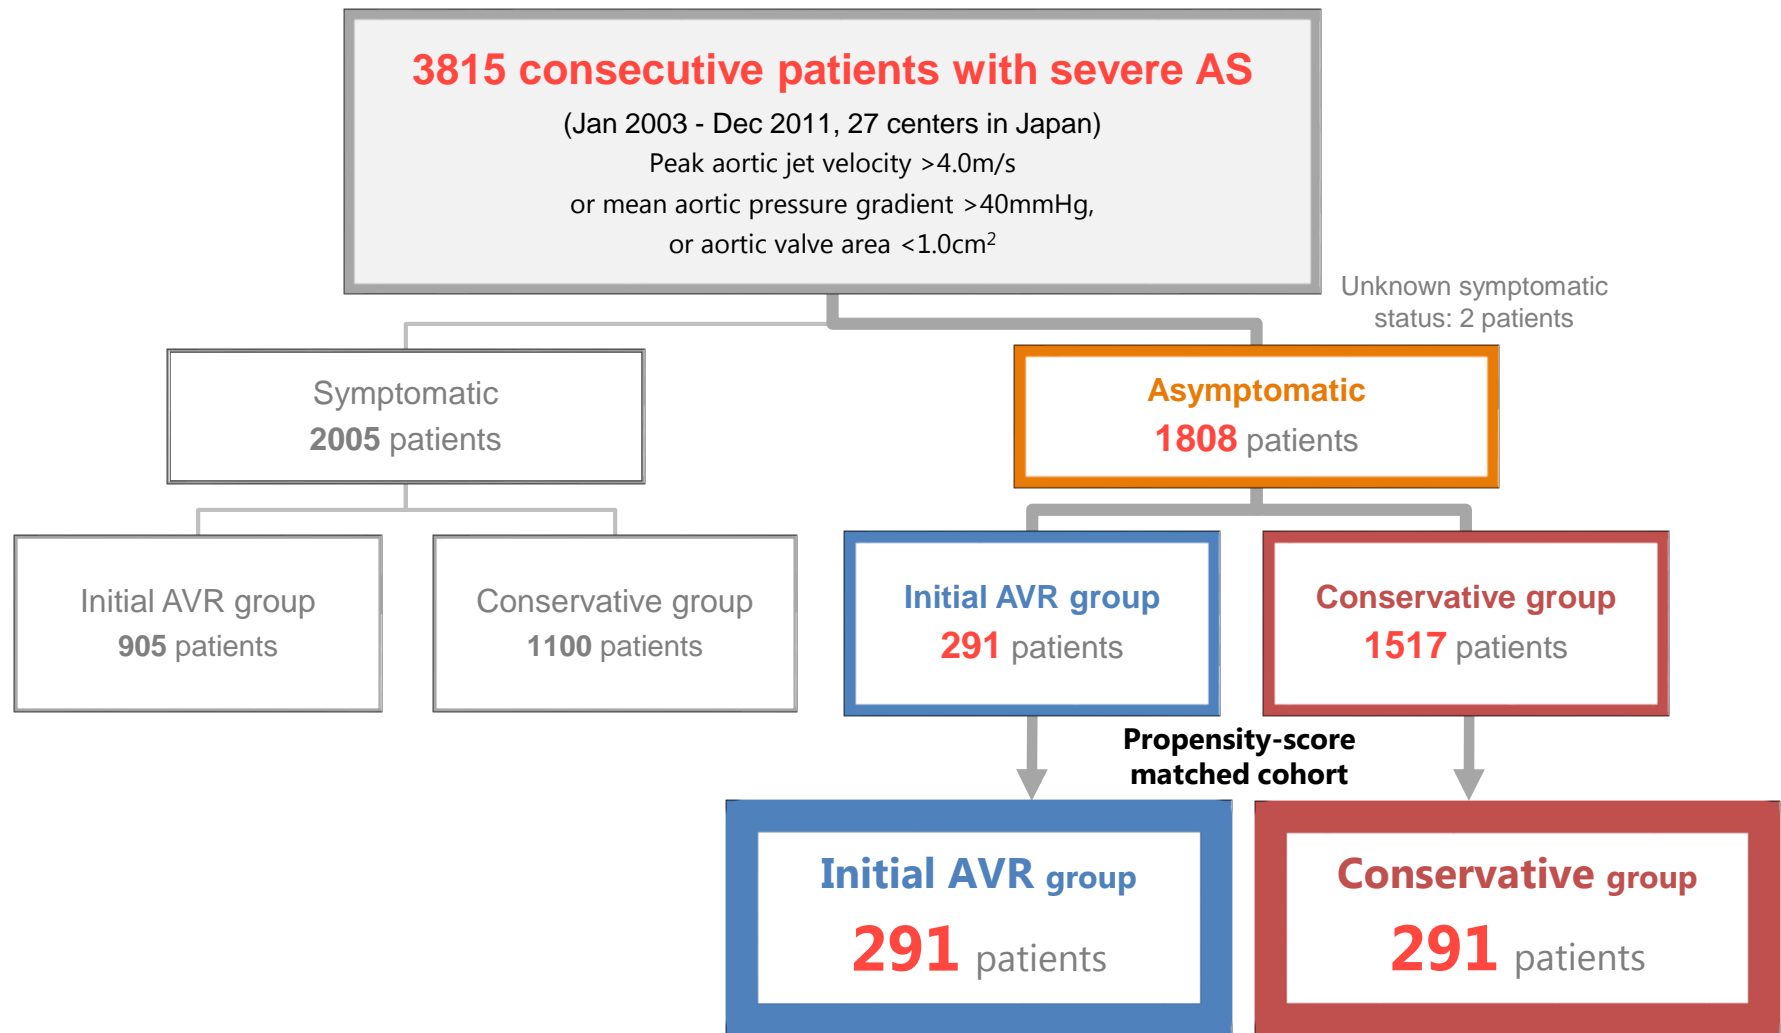 3815 consecutive patients with severe AS
(Jan 2003 - Dec 2011, 27 centers in Japan)
Peak aortic jet velocity >4.0m/s
or mean aortic pressure gradient >40mmHg,
or aortic valve area <1.0cm²
Unknown symptomatic
status: 2 patients
Symptomatic
2005 patients
Asymptomatic
1808 patients
Initial AVR group
905 patients
Conservative group
1100 patients
Initial AVR group
291 patients
Conservative group
1517 patients
Propensity-score
matched cohort
Initial AVR group
291 patients
Conservative group
291 patients